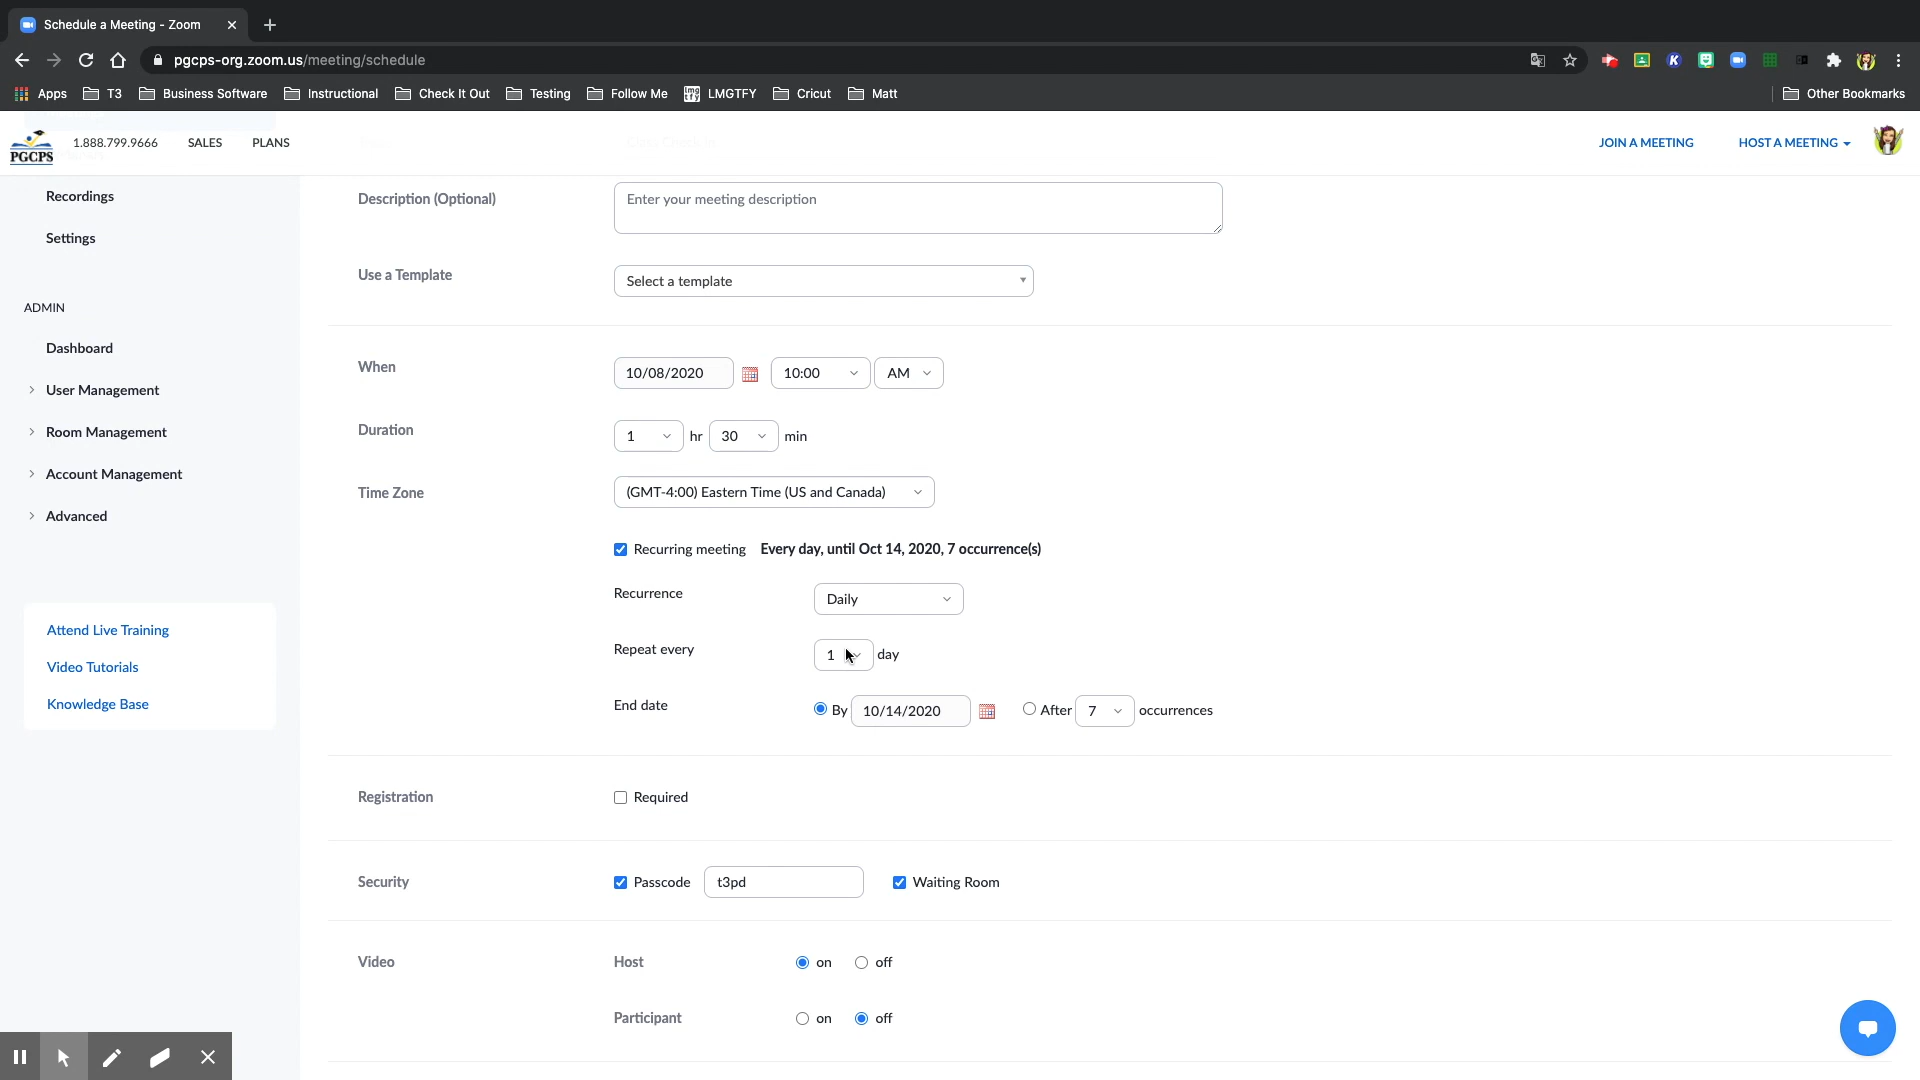 Schedule a Meeting - Zoom
pgcps-org.zoom.us/meeting/schedule
Apps T3 Business Software Instructional Check It Out Testing Follow Me LMGTFY Cricut Matt Other Bookmarks
PGCPS 1.888.799.9666 SALES PLANS JOIN A MEETING HOST A MEETING
Recordings
Settings
ADMIN
Dashboard
User Management
Room Management
Account Management
Advanced
Attend Live Training
Video Tutorials
Knowledge Base
Description (Optional) Enter your meeting description
Use a Template Select a template
When 10/08/2020 10:00 AM
Duration 1 hr 30 min
Time Zone (GMT-4:00) Eastern Time (US and Canada)
Recurring meeting Every day, until Oct 14, 2020, 7 occurrence(s)
Recurrence Daily
Repeat every 1 day
End date By 10/14/2020 After 7 occurrences
Registration Required
Security Passcode t3pd Waiting Room
Video Host on off
Participant on off